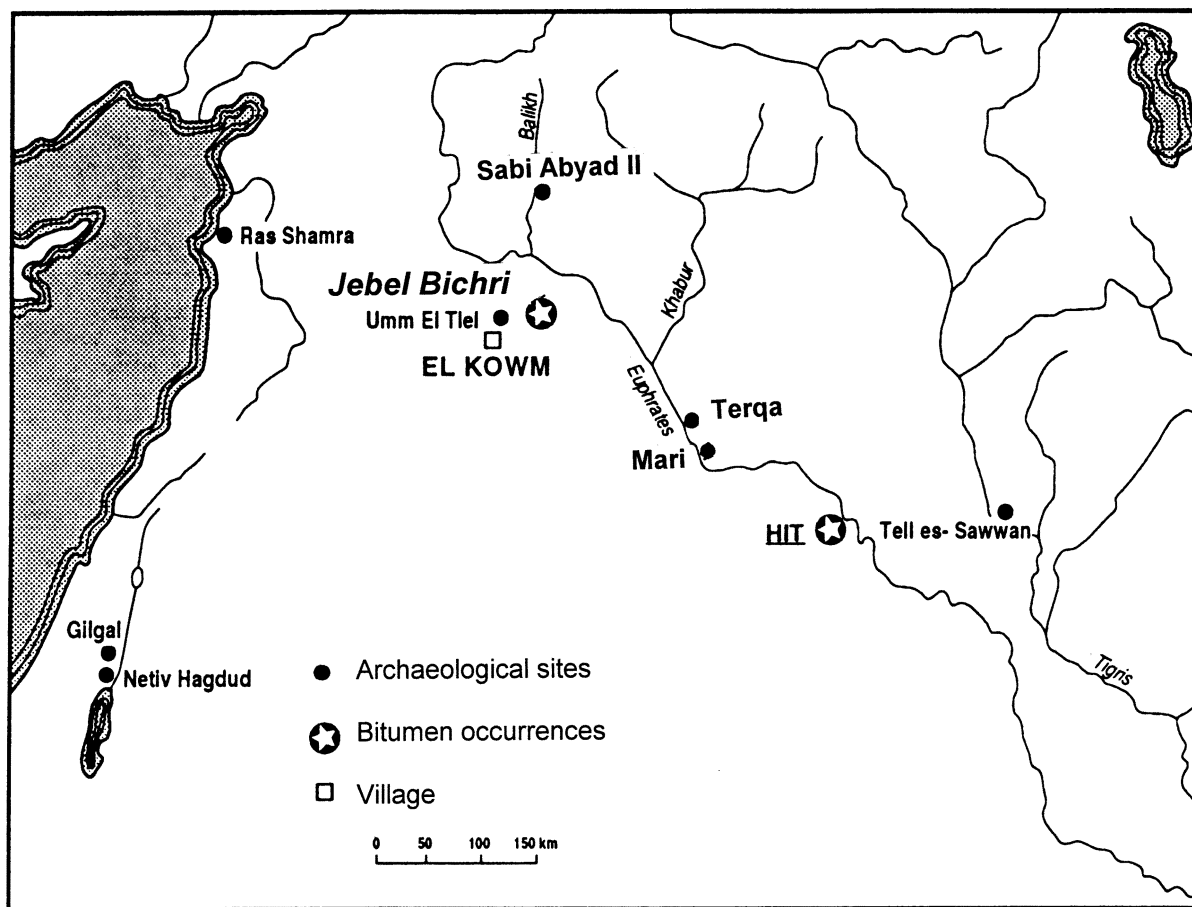 Balikh
Sabi Abyad II
Ras Shamra
Jebel Bichri
Khabur
Umm El Tlel
EL KOWM
Euphrates
Terqa
Mari
HIT
Tell es- Sawwan
Gilgal
Netiv Hagdud
Tigris
Archaeological sites
Bitumen occurrences
Village
0 50 100 150 km